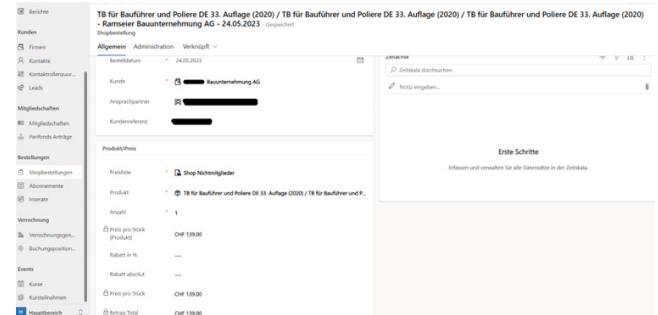 Berichte
Kunden
Firmen
Kontakte
Kontaktrollenzuor...
Leads
Mitgliedschaften
Mitgliedschaften
Parifonds Anträge
Bestellungen
Shopbestellungen
Abonnemente
Inserate
Verrechnung
Verrechnungsgen...
Buchungsposition...
Events
Kurse
Kursteilnahmen
Hauptbereich
TB für Bauführer und Poliere DE 33. Auflage (2020) / TB für Bauführer und Poliere DE 33. Auflage (2020) / TB für Bauführer und Poliere DE 33. Auflage (2020)
- Ramseier Bauunternehmung AG - 24.05.2023 - Gespeichert
Shopbestellung
Allgemein Administration Verknüpft
Bestelldatum * 24.05.2023
Kunde * Bauunternehmung AG
Ansprechpartner
Kundenreferenz
Produkt/Preis
Preisliste * Shop Nichtmitglieder
Produkt * TB für Bauführer und Poliere DE 33. Auflage (2020) / TB für Bauführer und P...
Anzahl * 1
Preis pro Stück
(Produkt) CHF 139.00
Rabatt in % ---
Rabatt absolut ---
Preis pro Stück CHF 139.00
Betrag Total CHF 139.00
Zeitachse
Zeitskala durchsuchen
Notiz eingeben...
Erste Schritte
Erfassen und verwalten Sie alle Datensätze in der Zeitskala.